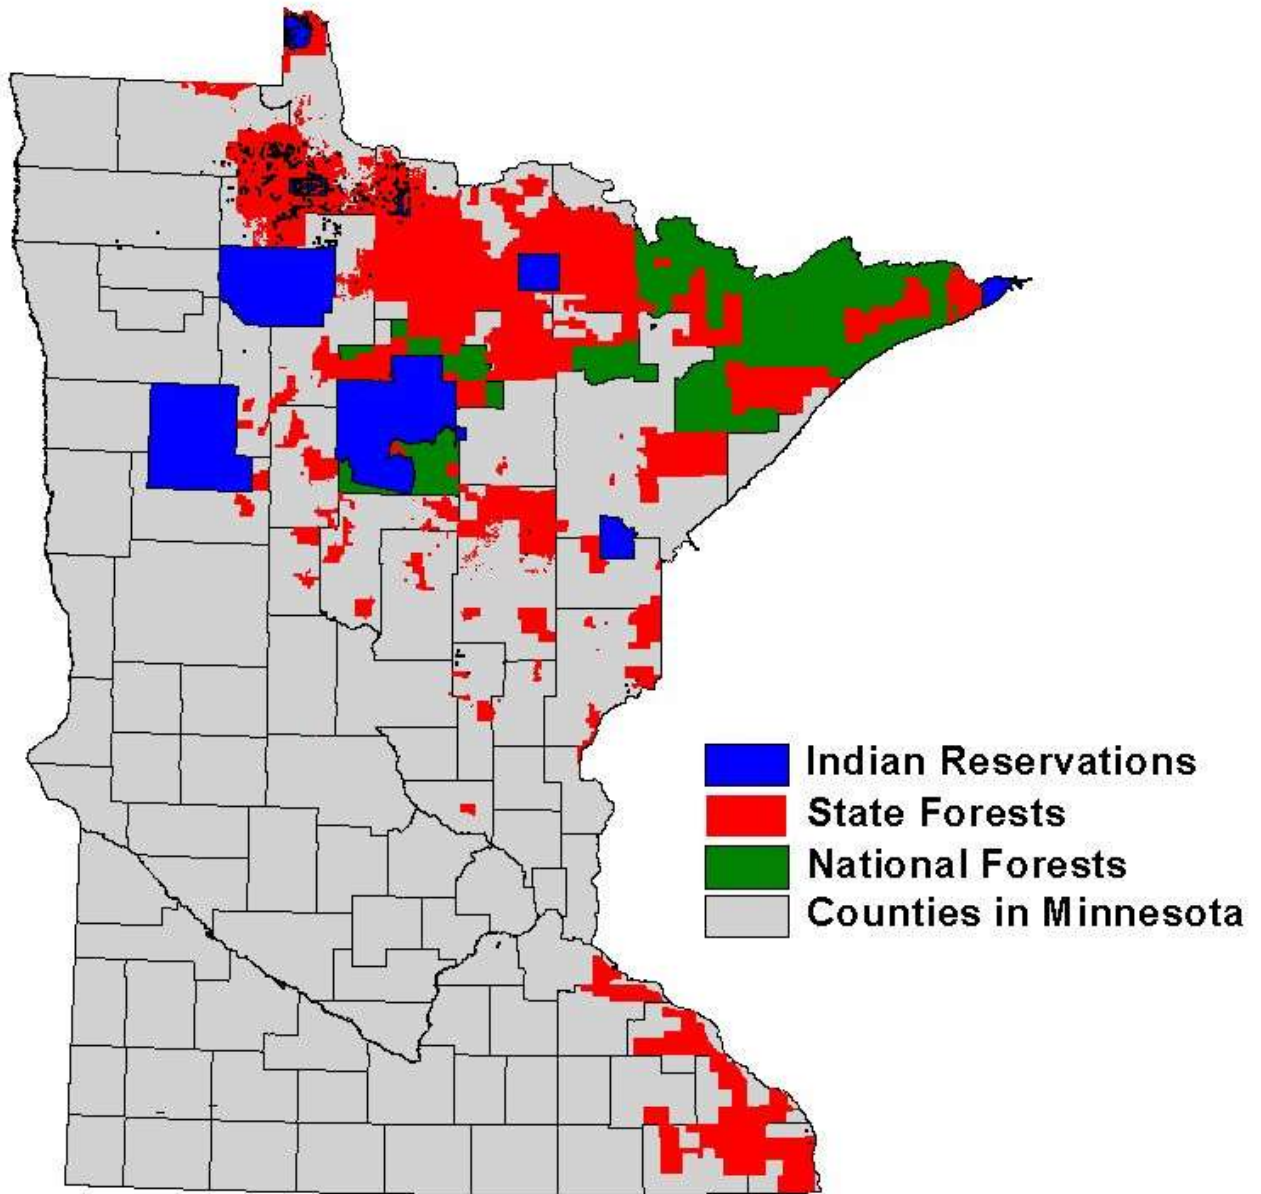 Indian Reservations
State Forests
National Forests
Counties in Minnesota